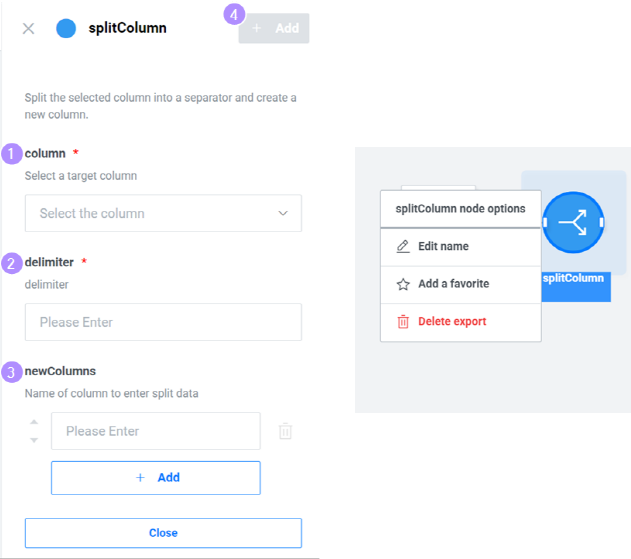 splitColumn
4
+ Add
Split the selected column into a separator and create a
new column.
1
column *
Select a target column
Select the column
2
delimiter *
delimiter
Please Enter
3
newColumns
Name of column to enter split data
Please Enter
+ Add
Close
splitColumn node options
Edit name
Add a favorite
Delete export
splitColumn